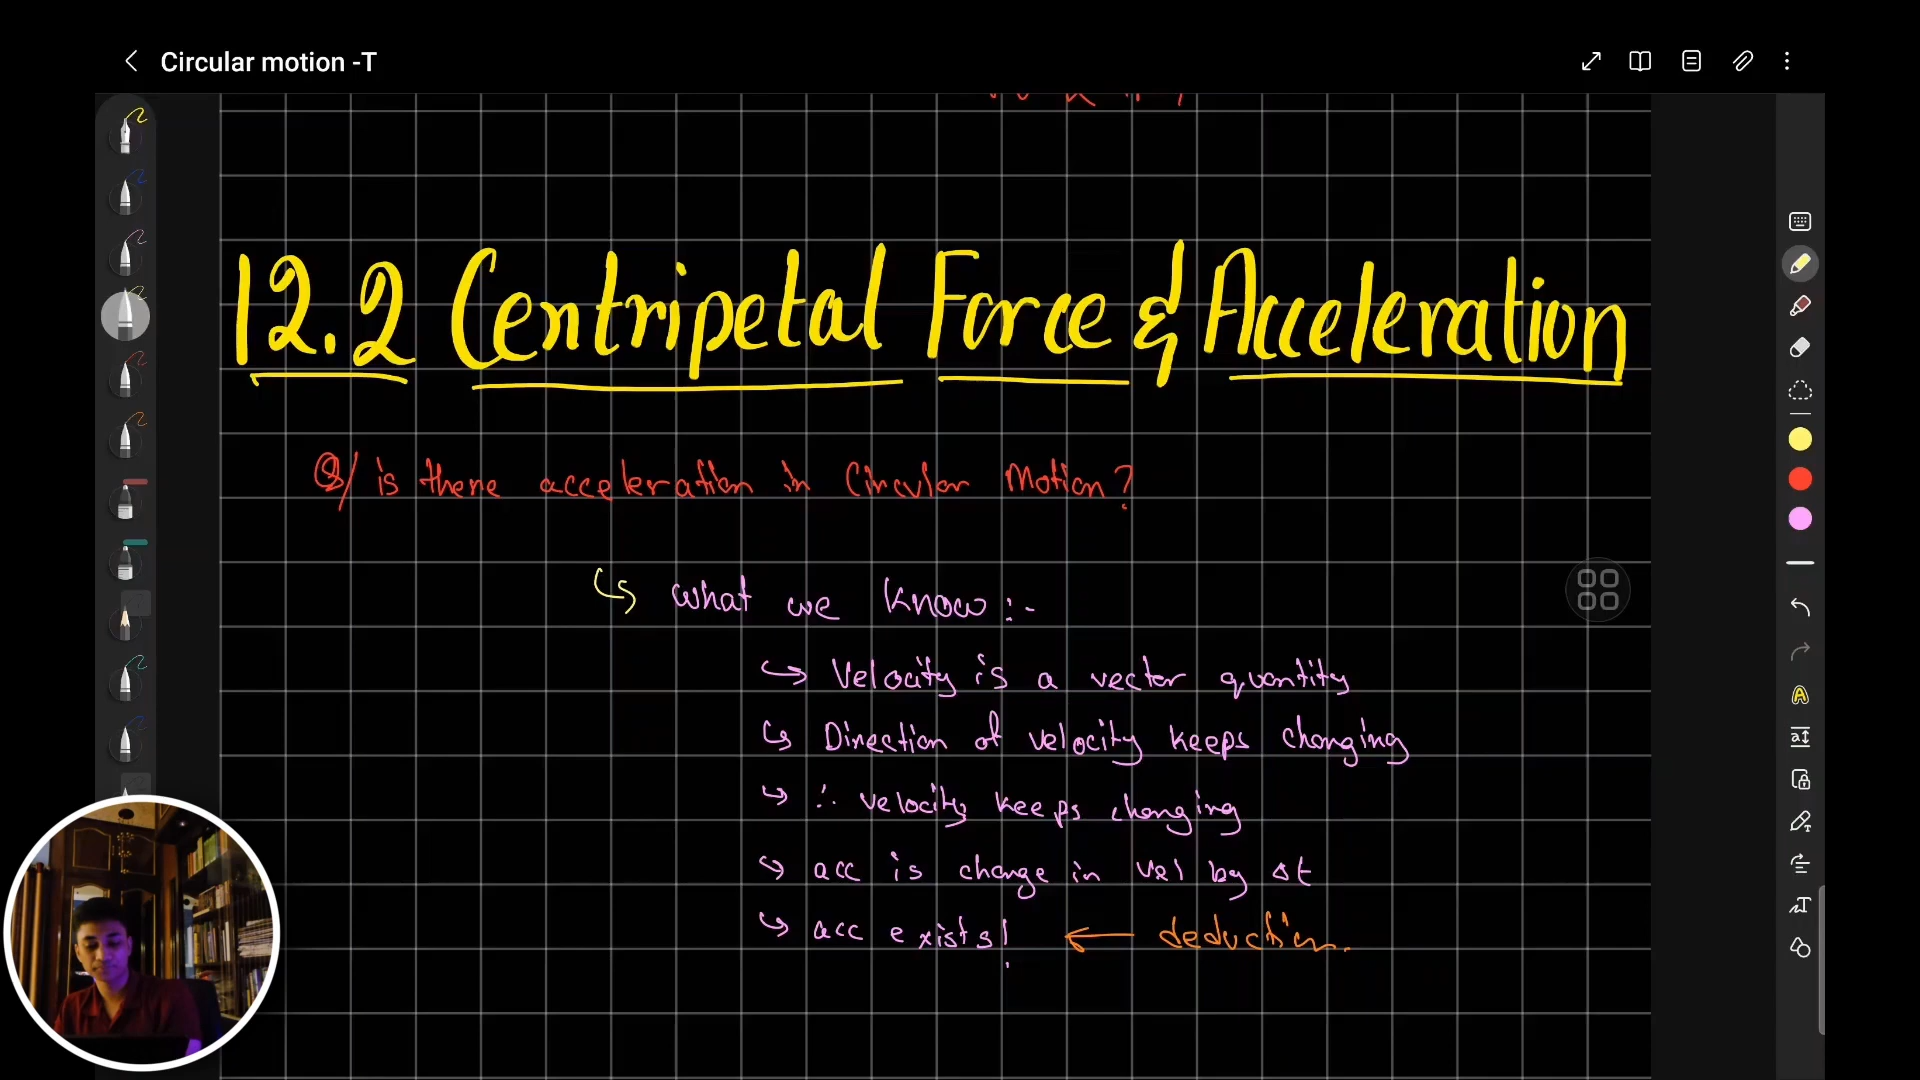 Circular motion -T
12.2 Centripetal Force & Acceleration
Q/ is there acceleration in Circular Motion?
↳ what we know :-
↪ Velocity is a vector quantity
↪ Direction of velocity keeps changing
↪ ∴ velocity keeps changing
↪ acc is change in vel by Δt
↪ acc exists! ← deduction.